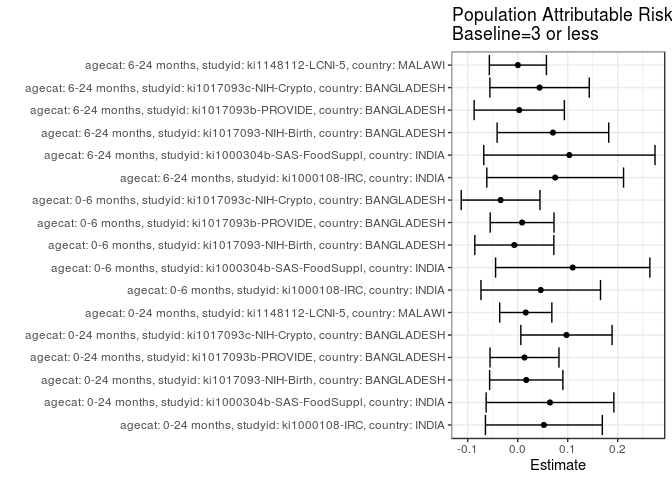 Population Attributable Risk
Baseline=3 or less
agecat: 6-24 months, studyid: ki1148112-LCNI-5, country: MALAWI
agecat: 6-24 months, studyid: ki1017093c-NIH-Crypto, country: BANGLADESH
agecat: 6-24 months, studyid: ki1017093b-PROVIDE, country: BANGLADESH
agecat: 6-24 months, studyid: ki1017093-NIH-Birth, country: BANGLADESH
agecat: 6-24 months, studyid: ki1000304b-SAS-FoodSuppl, country: INDIA
agecat: 6-24 months, studyid: ki1000108-IRC, country: INDIA
agecat: 0-6 months, studyid: ki1017093c-NIH-Crypto, country: BANGLADESH
agecat: 0-6 months, studyid: ki1017093b-PROVIDE, country: BANGLADESH
agecat: 0-6 months, studyid: ki1017093-NIH-Birth, country: BANGLADESH
agecat: 0-6 months, studyid: ki1000304b-SAS-FoodSuppl, country: INDIA
agecat: 0-6 months, studyid: ki1000108-IRC, country: INDIA
agecat: 0-24 months, studyid: ki1148112-LCNI-5, country: MALAWI
agecat: 0-24 months, studyid: ki1017093c-NIH-Crypto, country: BANGLADESH
agecat: 0-24 months, studyid: ki1017093b-PROVIDE, country: BANGLADESH
agecat: 0-24 months, studyid: ki1017093-NIH-Birth, country: BANGLADESH
agecat: 0-24 months, studyid: ki1000304b-SAS-FoodSuppl, country: INDIA
agecat: 0-24 months, studyid: ki1000108-IRC, country: INDIA
-0.1 0.0 0.1 0.2
Estimate